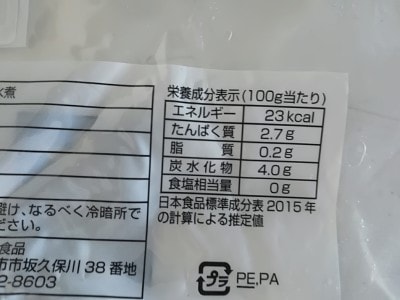 水煮
栄養成分表示(100g当たり)
エネルギー 23kcal
たんぱく質 2.7g
脂質 0.2g
炭水化物 4.0g
食塩相当量 0g
日本食品標準成分表2015年
の計算による推定値
避け、なるべく冷暗所で
ださい。
食品
市市坂久保川38番地
2-8603
プラ PE,PA